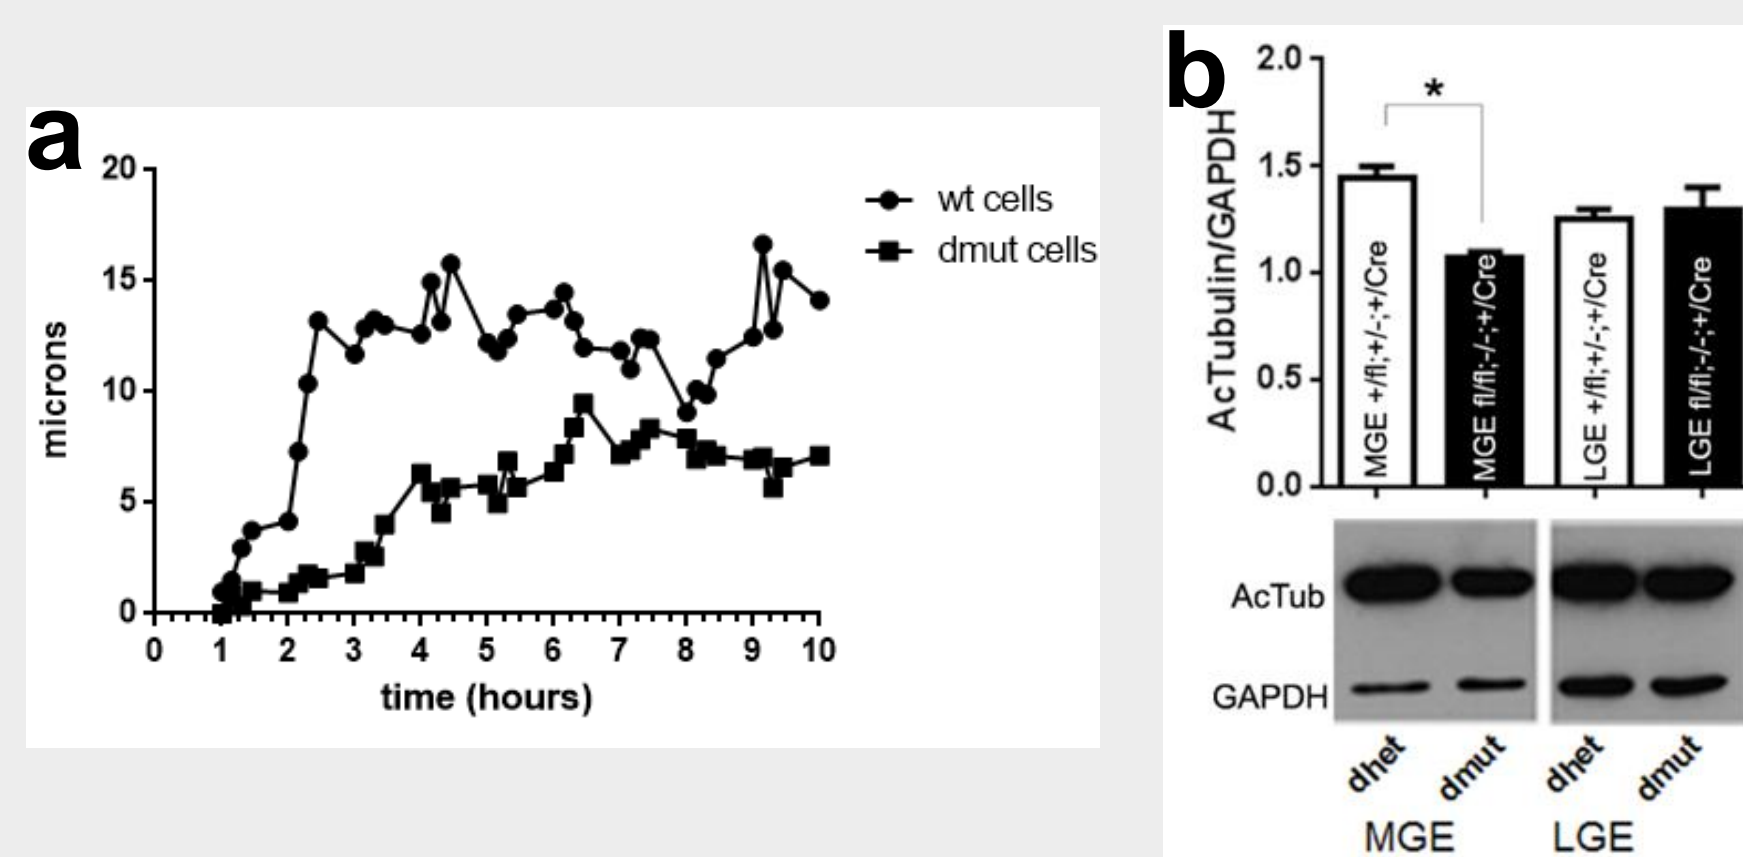 a
20
15
10
5
0
microns
0 1 2 3 4 5 6 7 8 9 10
time (hours)
wt cells
dmut cells
b
2.0
1.5
1.0
0.5
0.0
AcTubulin/GAPDH
*
MGE +/fl;+/-;+/Cre
MGE fl/fl;-/-;+/Cre
LGE +/fl;+/-;+/Cre
LGE fl/fl;-/-;+/Cre
AcTub
GAPDH
dhet dmut dhet dmut
MGE LGE